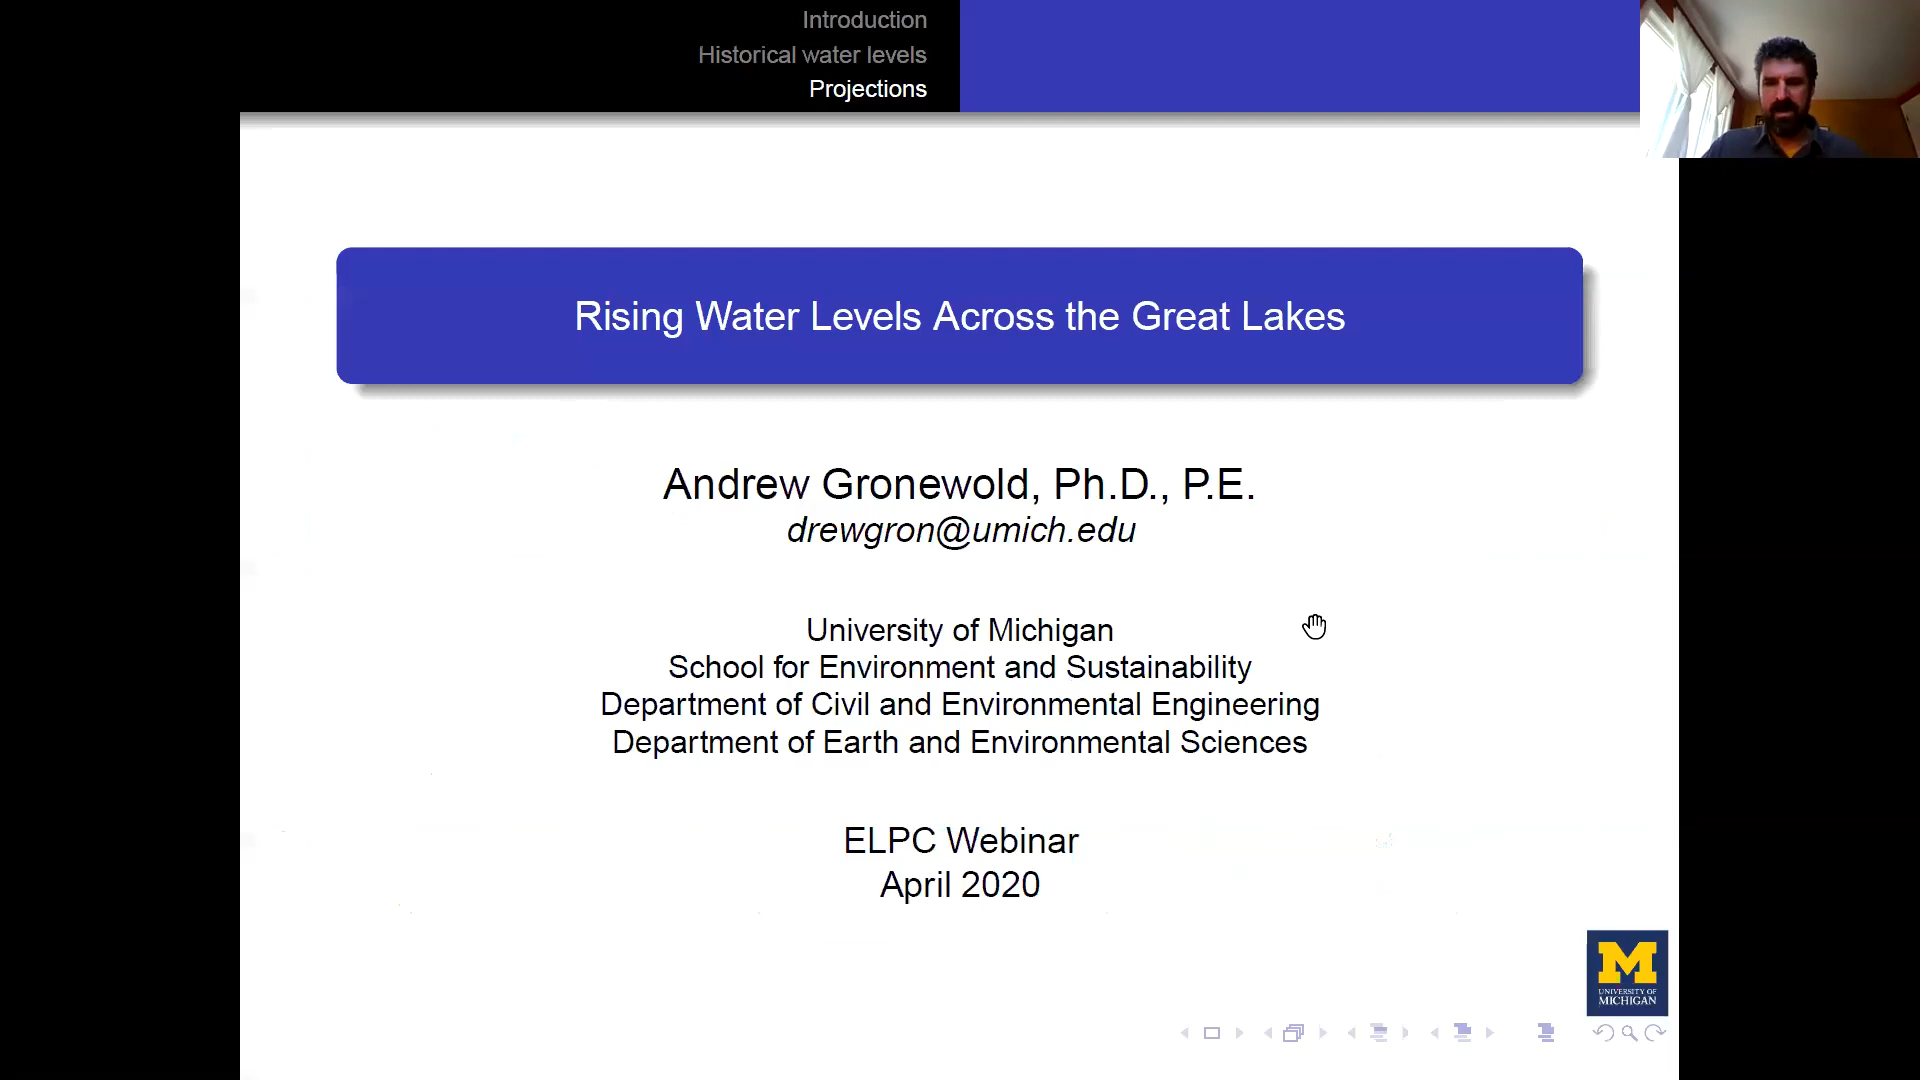 Introduction
Historical water levels
Projections
Rising Water Levels Across the Great Lakes
Andrew Gronewold, Ph.D., P.E.
drewgron@umich.edu
University of Michigan
School for Environment and Sustainability
Department of Civil and Environmental Engineering
Department of Earth and Environmental Sciences
ELPC Webinar
April 2020
M
UNIVERSITY OF
MICHIGAN